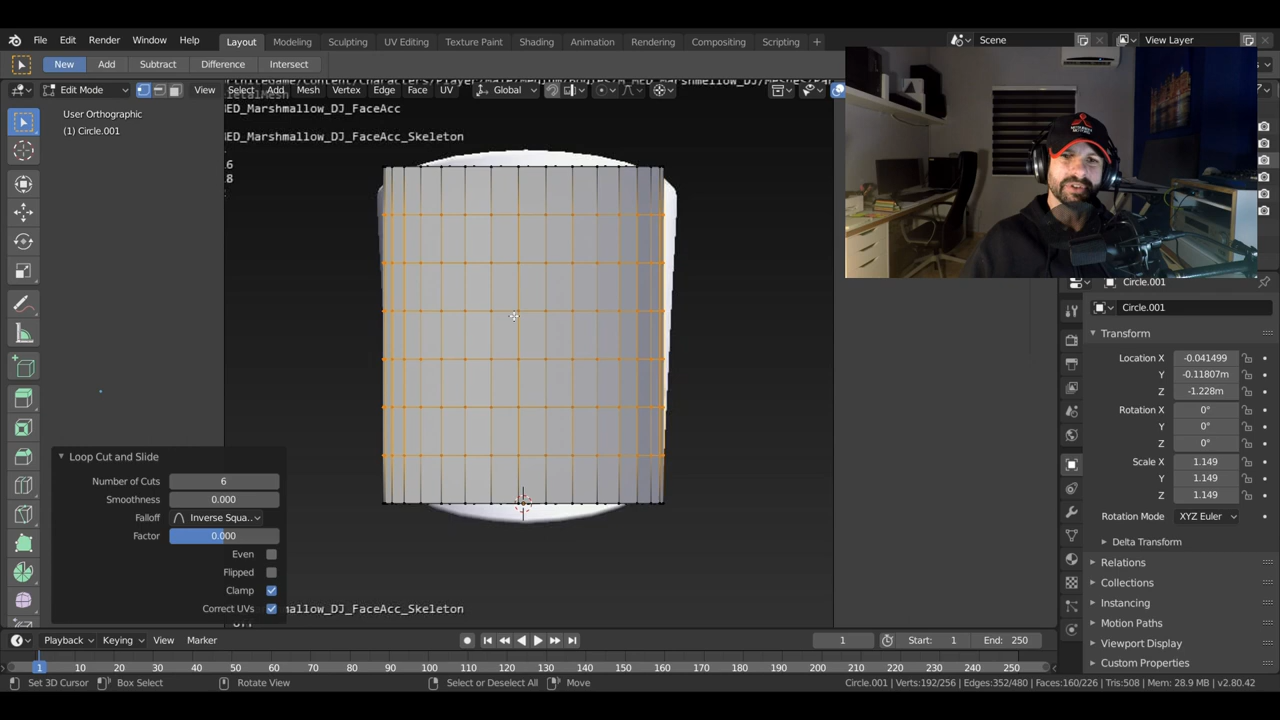 File Edit Render Window Help Layout Modeling Sculpting UV Editing Texture Paint Shading Animation Rendering Compositing Scripting + Scene View Layer
New Add Subtract Difference Intersect
Edit Mode View Select Add Mesh Vertex Edge Face UV Global
User Orthographic
(1) Circle.001
MED_Marshmallow_DJ_FaceAcc
MED_Marshmallow_DJ_FaceAcc_Skeleton
6
8
Loop Cut and Slide
Number of Cuts 6
Smoothness 0.000
Falloff Inverse Squa..
Factor 0.000
Even
Flipped
Clamp
Correct UVs
mallow_DJ_FaceAcc_Skeleton
Circle.001
Circle.001
Transform
Location X -0.041499
Y -0.11807m
Z -1.228m
Rotation X 0°
Y 0°
Z 0°
Scale X 1.149
Y 1.149
Z 1.149
Rotation Mode XYZ Euler
Delta Transform
Relations
Collections
Instancing
Motion Paths
Viewport Display
Custom Properties
Playback Keying View Marker 1 Start: 1 End: 250
1 10 20 30 40 50 60 70 80 90 100 110 120 130 140 150 160 170 180 190 200 210 220 230 240 250
Set 3D Cursor Box Select Rotate View Select or Deselect All Move Circle.001 | Verts:192/256 | Edges:352/480 | Faces:160/226 | Tris:508 | Mem: 28.9 MB | v2.80.42